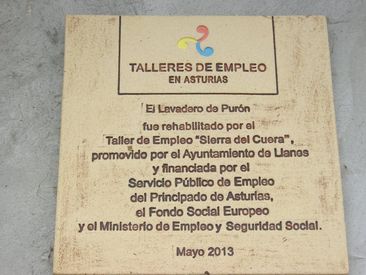 TALLERES DE EMPLEO
EN ASTURIAS
El Lavadero de Purón
fue rehabilitado por el
Taller de Empleo "Sierra del Cuera",
promovido por el Ayuntamiento de Llanes
y financiada por el
Servicio Público de Empleo
del Principado de Asturias,
el Fondo Social Europeo
y el Ministerio de Empleo y Seguridad Social.
Mayo 2013